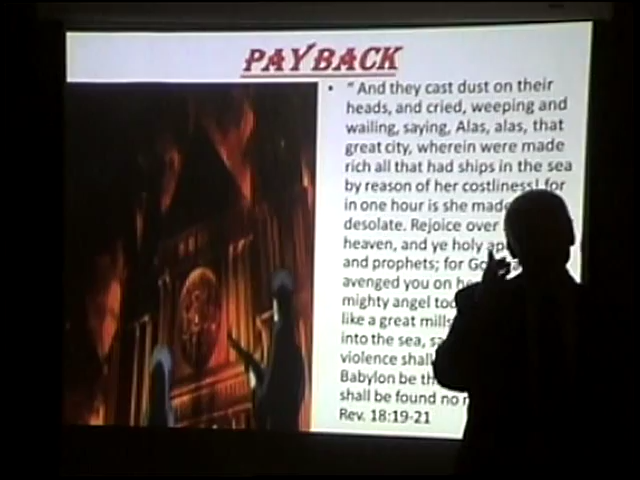 PAYBACK
• "And they cast dust on their
heads, and cried, weeping and
wailing, saying, Alas, alas, that
great city, wherein were made
rich all that had ships in the sea
by reason of her costliness! for
in one hour is she made
desolate. Rejoice over
heaven, and ye holy
and prophets; for
avenged you on
mighty angel
like a great
into the sea,
violence shall
Babylon be
shall be found no
Rev. 18:19-21